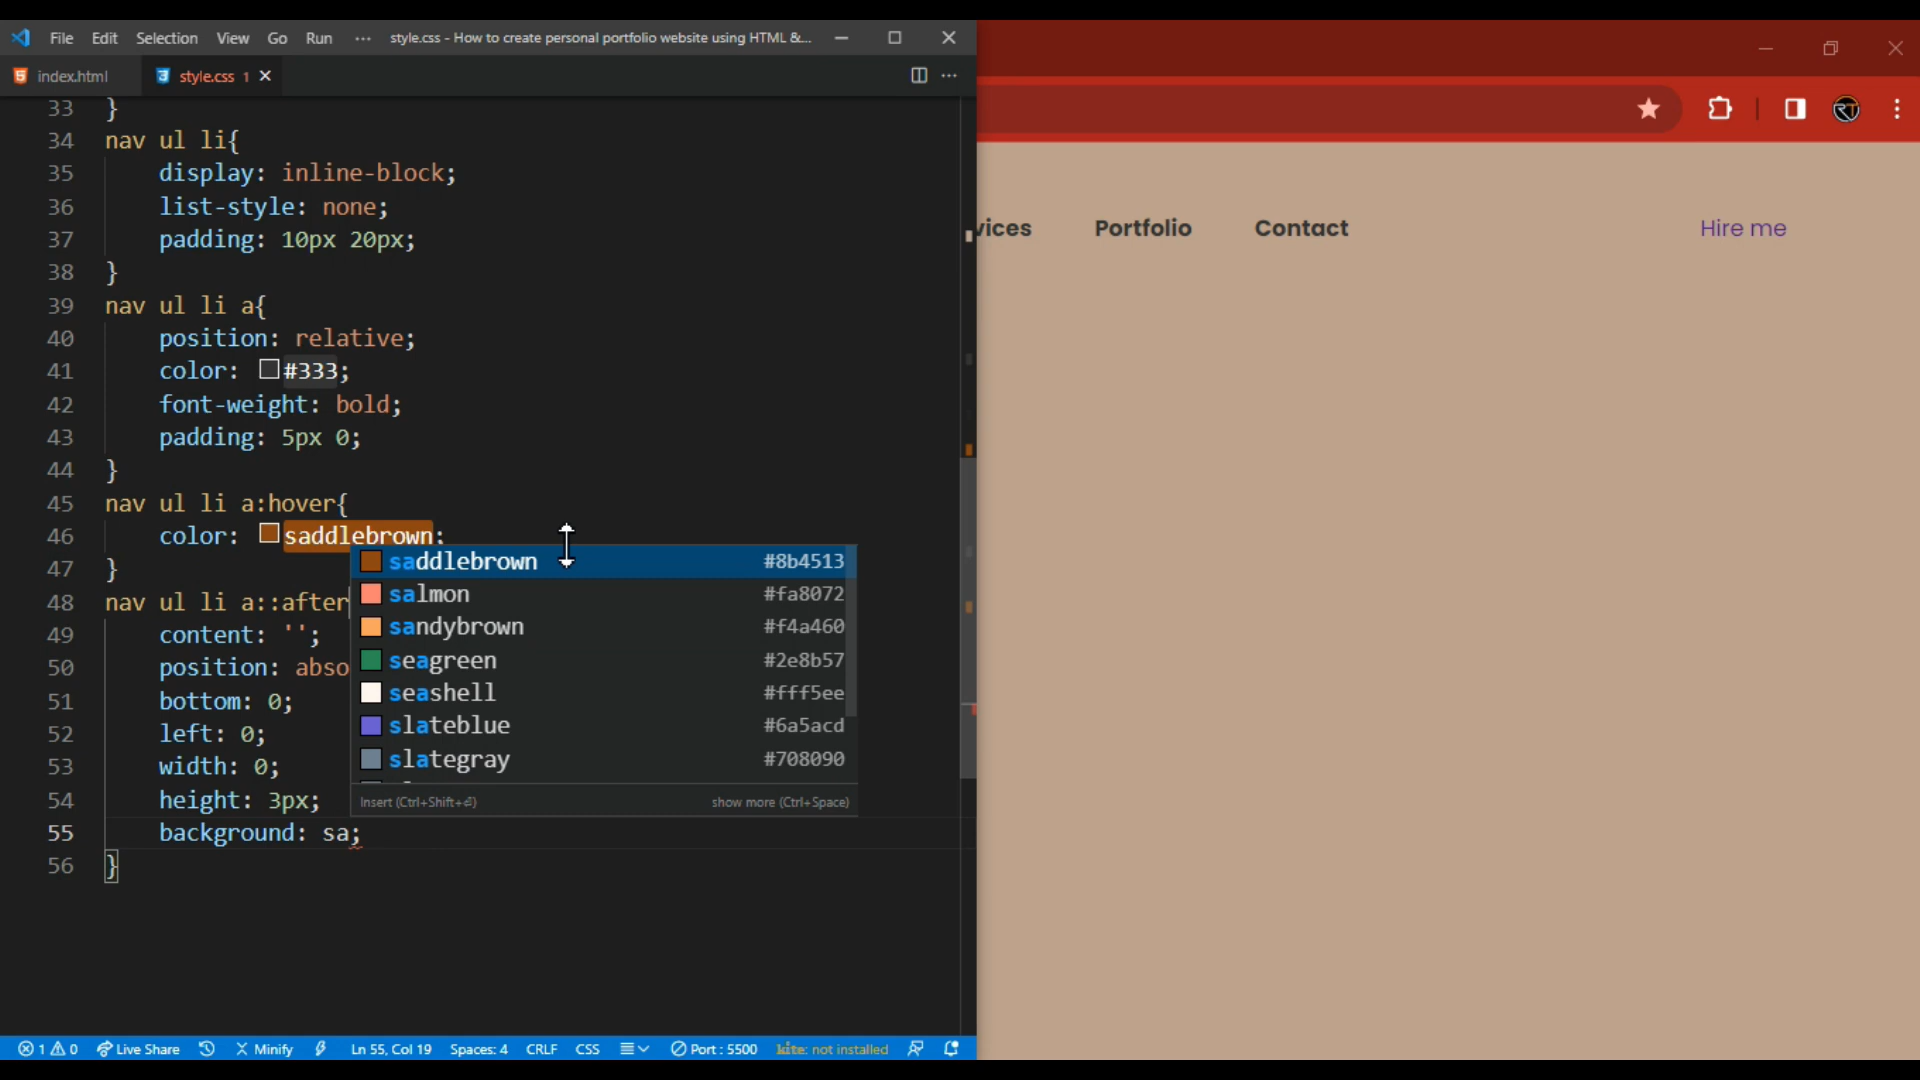 File Edit Selection View Go Run ··· style.css - How to create personal portfolio website using HTML &...
index.html style.css 1
33 }
34 nav ul li{
35 display: inline-block;
36 list-style: none;
37 padding: 10px 20px;
38 }
39 nav ul li a{
40 position: relative;
41 color: #333;
42 font-weight: bold;
43 padding: 5px 0;
44 }
45 nav ul li a:hover{
46 color: saddlebrown;
47 }
48 nav ul li a::after
49 content: '';
50 position: abso
51 bottom: 0;
52 left: 0;
53 width: 0;
54 height: 3px;
55 background: sa;
56 }
saddlebrown #8b4513
salmon #fa8072
sandybrown #f4a460
seagreen #2e8b57
seashell #fff5ee
slateblue #6a5acd
slategray #708090
Insert (Ctrl+Shift+⏎) show more (Ctrl+Space)
1 0 Live Share Minify Ln 55, Col 19 Spaces: 4 CRLF CSS Port : 5500 kite: not installed
RT
vices Portfolio Contact Hire me